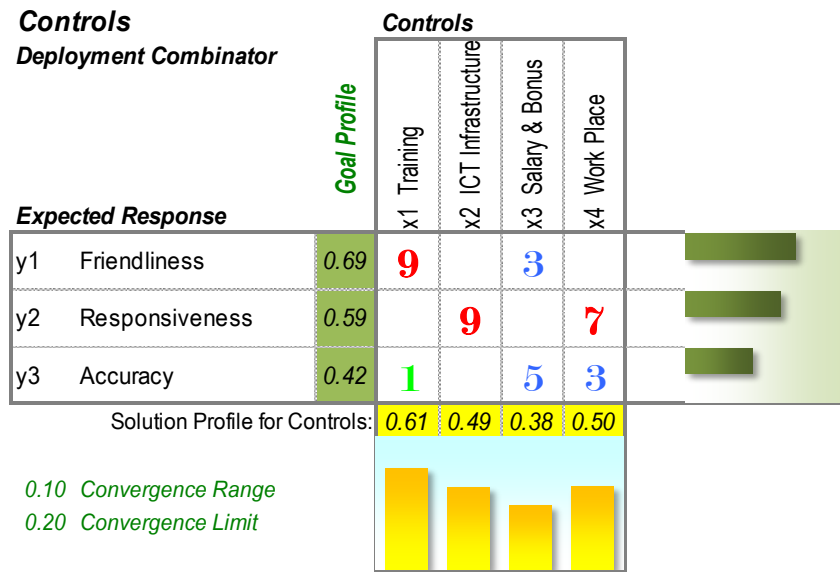 Controls
Deployment Combinator
Controls
Goal Profile
x1 Training
x2 ICT Infrastructure
x3 Salary & Bonus
x4 Work Place
Expected Response
y1 Friendliness 0.69 9 3
y2 Responsiveness 0.59 9 7
y3 Accuracy 0.42 1 5 3
Solution Profile for Controls: 0.61 0.49 0.38 0.50
0.10 Convergence Range
0.20 Convergence Limit